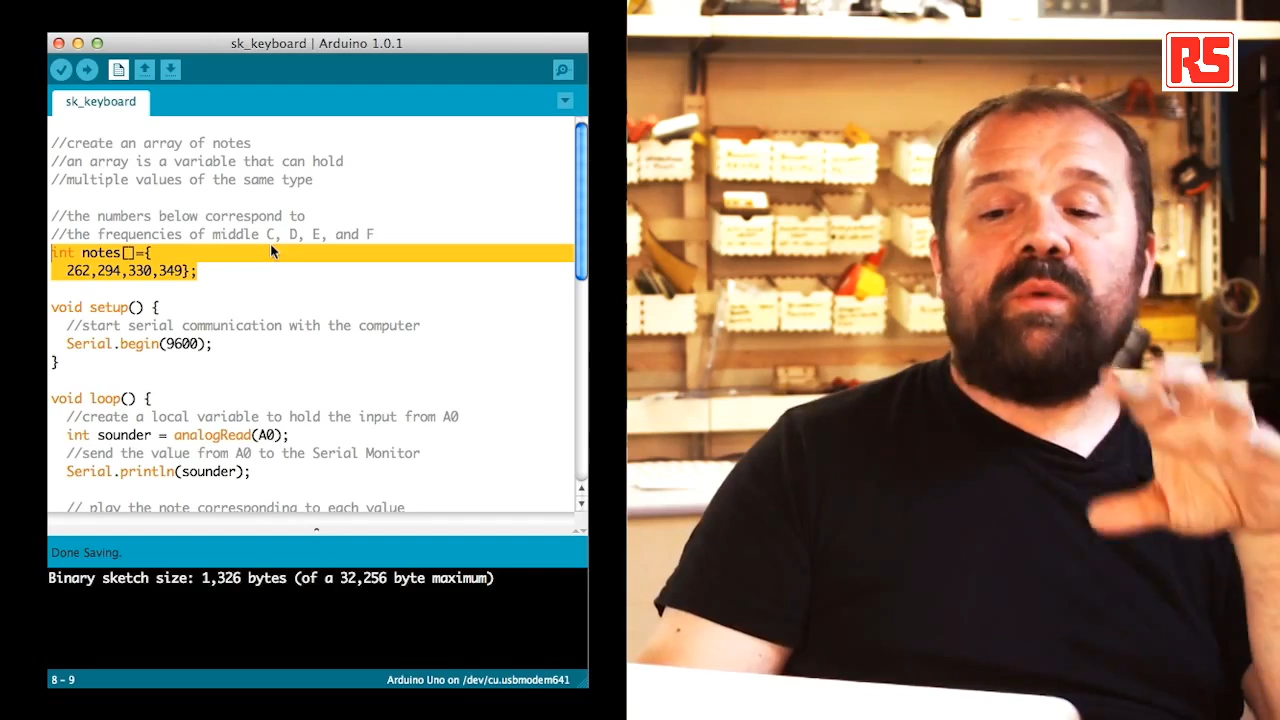 sk_keyboard | Arduino 1.0.1
sk_keyboard
//create an array of notes
//an array is a variable that can hold
//multiple values of the same type
//the numbers below correspond to
//the frequencies of middle C, D, E, and F
int notes[]={
262,294,330,349};
void setup() {
//start serial communication with the computer
Serial.begin(9600);
}
void loop() {
//create a local variable to hold the input from A0
int sounder = analogRead(A0);
//send the value from A0 to the Serial Monitor
Serial.println(sounder);
// play the note corresponding to each value
Done Saving.
Binary sketch size: 1,326 bytes (of a 32,256 byte maximum)
8 - 9
Arduino Uno on /dev/cu.usbmodem641
RS